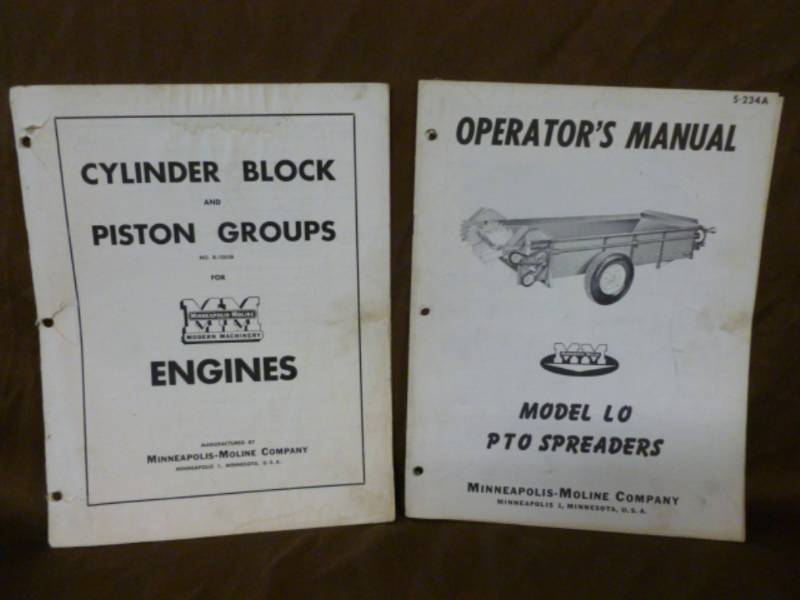 CYLINDER BLOCK
AND
PISTON GROUPS
FOR
MM
MINNEAPOLIS-MOLINE
MODERN MACHINERY
ENGINES
MANUFACTURED BY
MINNEAPOLIS-MOLINE COMPANY
MINNEAPOLIS 1, MINNESOTA, U.S.A.
S-234A
OPERATOR'S MANUAL
MM
MODEL LO
PTO SPREADERS
MINNEAPOLIS-MOLINE COMPANY
MINNEAPOLIS 1, MINNESOTA, U.S.A.